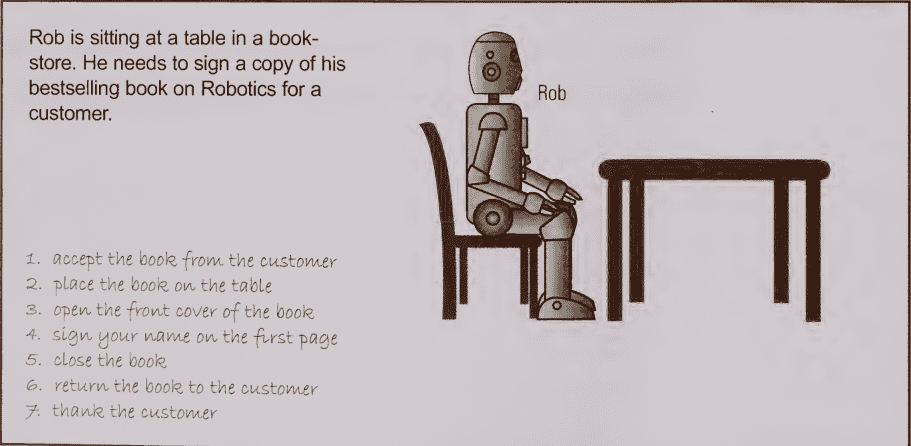 Rob is sitting at a table in a book-
store. He needs to sign a copy of his
bestselling book on Robotics for a
customer.
Rob
1. accept the book from the customer
2. place the book on the table
3. open the front cover of the book
4. sign your name on the first page
5. close the book
6. return the book to the customer
7. thank the customer